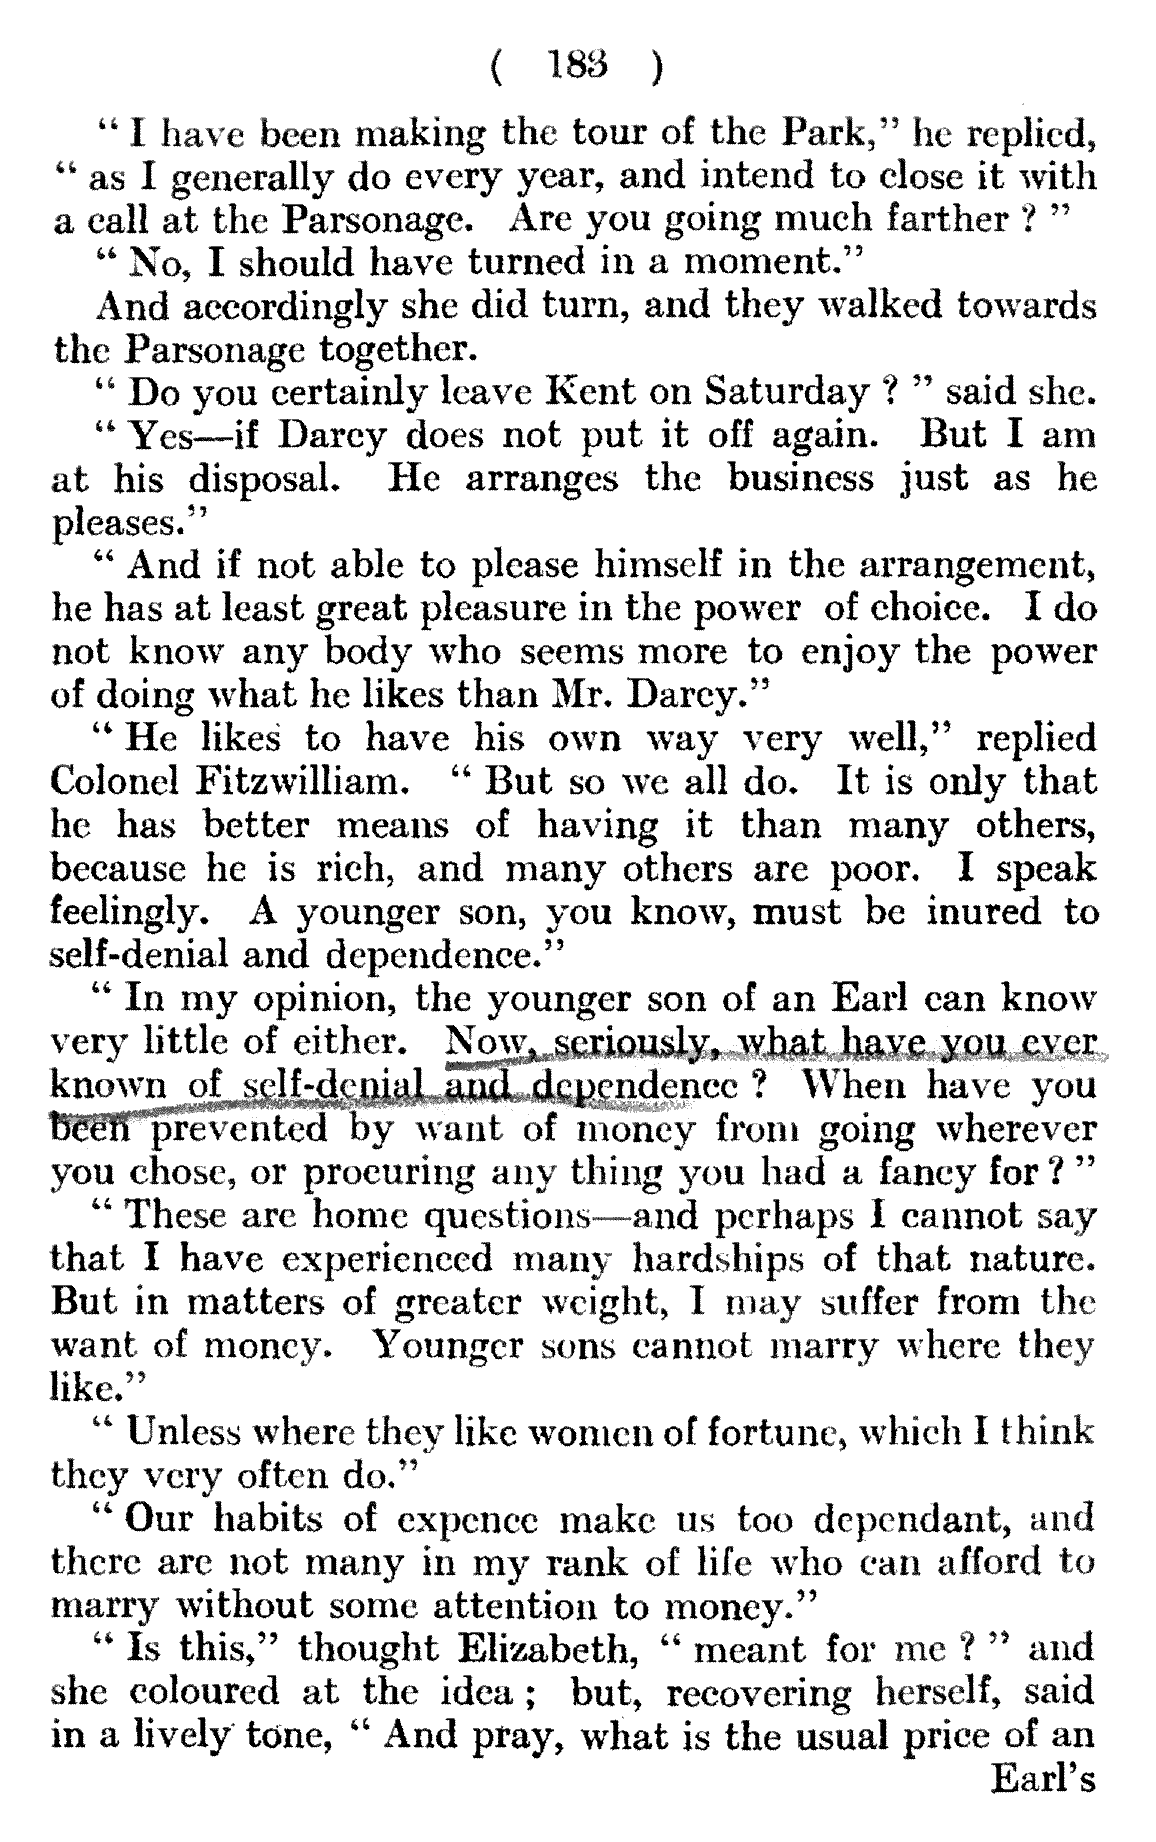 ( 183 )
“ I have been making the tour of the Park,” he replied,
“ as I generally do every year, and intend to close it with
a call at the Parsonage. Are you going much farther ? ”
“ No, I should have turned in a moment.”
And accordingly she did turn, and they walked towards
the Parsonage together.
“ Do you certainly leave Kent on Saturday ? ” said she.
“ Yes—if Darcy does not put it off again. But I am
at his disposal. He arranges the business just as he
pleases.”
“ And if not able to please himself in the arrangement,
he has at least great pleasure in the power of choice. I do
not know any body who seems more to enjoy the power
of doing what he likes than Mr. Darcy.”
“ He likes to have his own way very well,” replied
Colonel Fitzwilliam. “ But so we all do. It is only that
he has better means of having it than many others,
because he is rich, and many others are poor. I speak
feelingly. A younger son, you know, must be inured to
self-denial and dependence.”
“ In my opinion, the younger son of an Earl can know
very little of either. Now, seriously, what have you ever
known of self-denial and dependence ? When have you
been prevented by want of money from going wherever
you chose, or procuring any thing you had a fancy for ? ”
“ These are home questions—and perhaps I cannot say
that I have experienced many hardships of that nature.
But in matters of greater weight, I may suffer from the
want of money. Younger sons cannot marry where they
like.”
“ Unless where they like women of fortune, which I think
they very often do.”
“ Our habits of expence make us too dependant, and
there are not many in my rank of life who can afford to
marry without some attention to money.”
“ Is this,” thought Elizabeth, “ meant for me ? ” and
she coloured at the idea ; but, recovering herself, said
in a lively tone, “ And pray, what is the usual price of an
Earl's